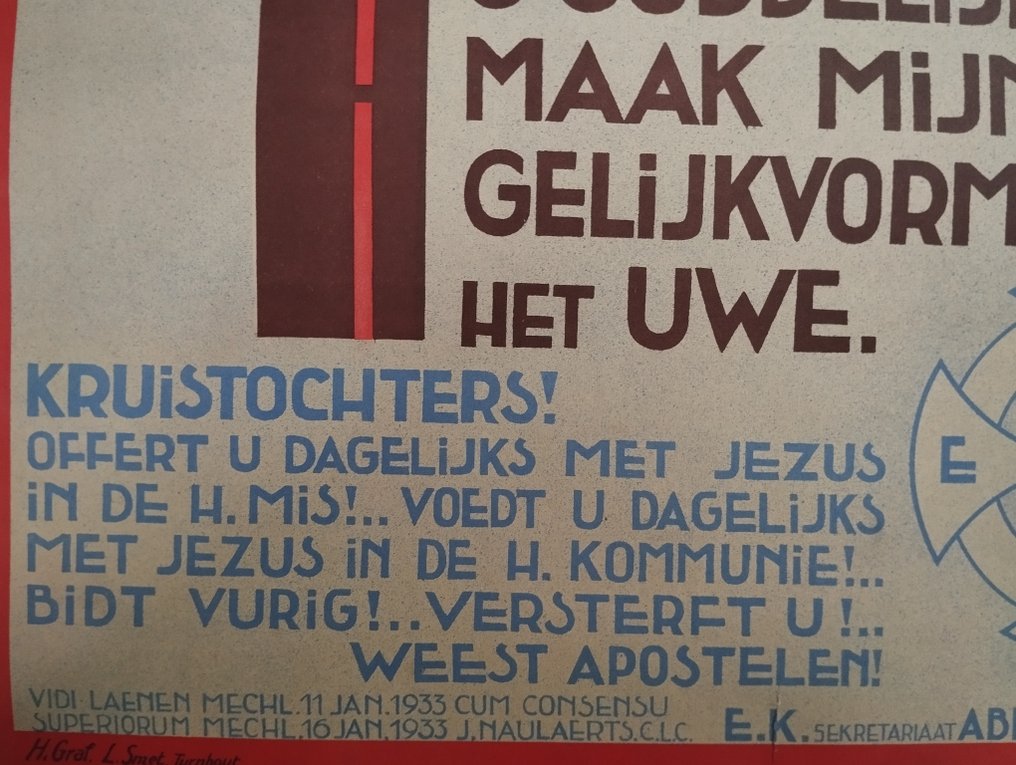 MAAK MIJN
GELIJKVORM
HET UWE.
KRUISTOCHTERS!
OFFERT U DAGELIJKS MET JEZUS
IN DE H. MIS!.. VOEDT U DAGELIJKS
MET JEZUS IN DE H. KOMMUNIE!..
BIDT VURIG!.. VERSTERFT U!..
WEEST APOSTELEN!
E
VIDI LAENEN MECHL. 11 JAN. 1933 CUM CONSENSU
SUPERIORUM MECHL. 16 JAN. 1933 J. NAULAERTS. C.L.C.
E.K. SEKRETARIAAT
H. Graf. L. Smet Turnhout